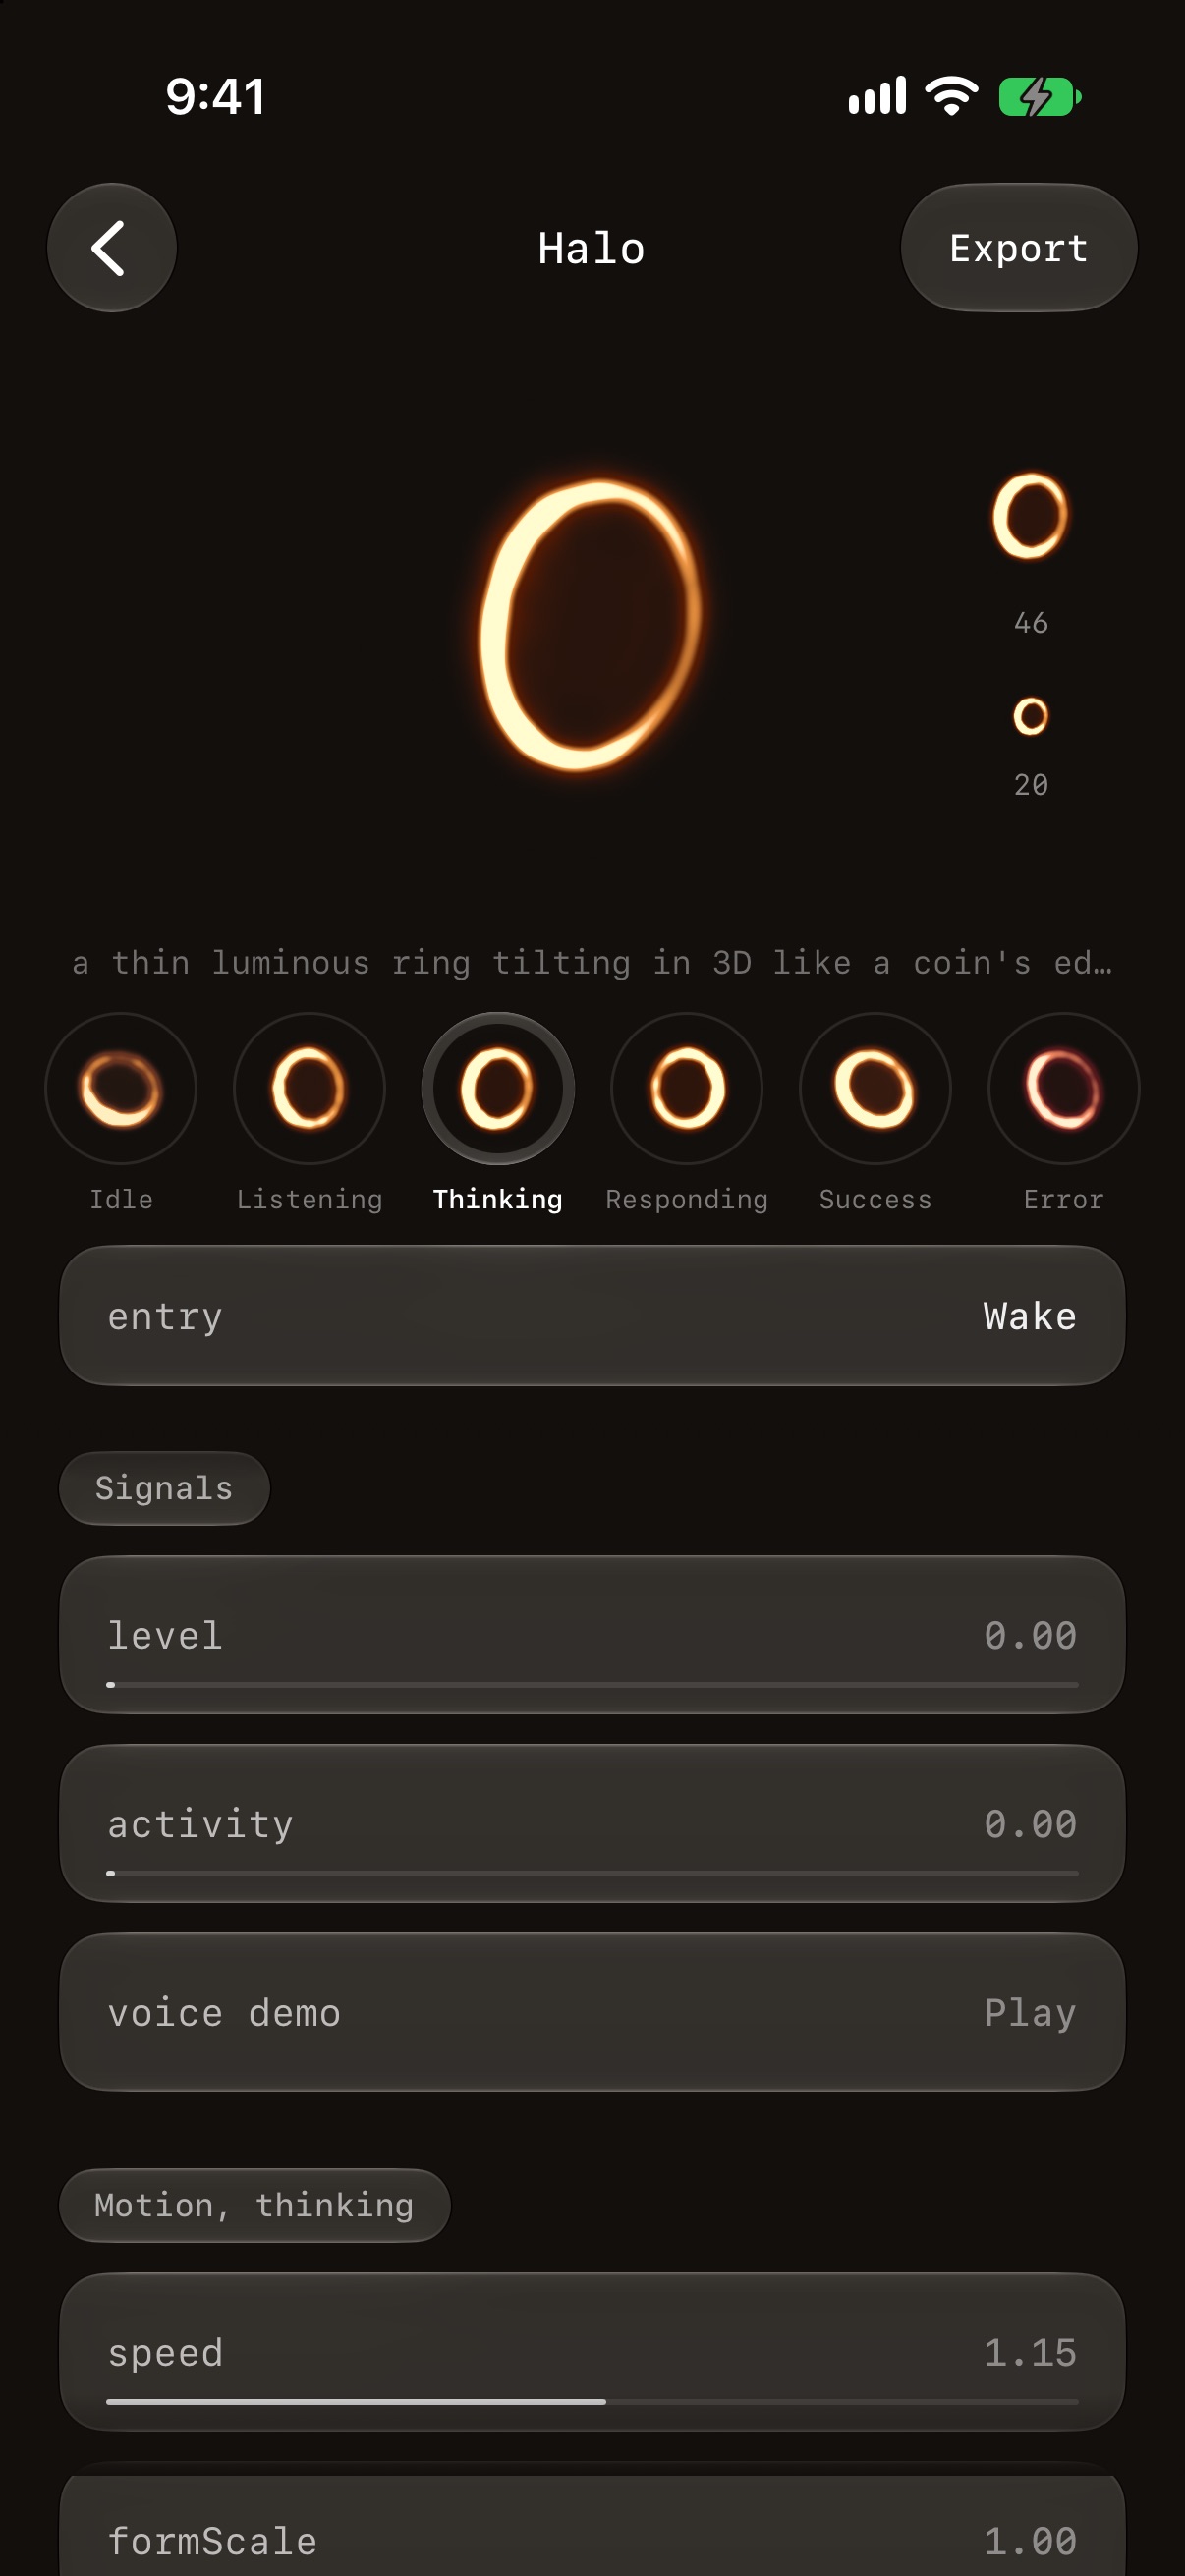 9:41
Halo
Export
46
20
a thin luminous ring tilting in 3D like a coin's ed…
Idle
Listening
Thinking
Responding
Success
Error
entry
Wake
Signals
level
0.00
activity
0.00
voice demo
Play
Motion, thinking
speed
1.15
formScale
1.00